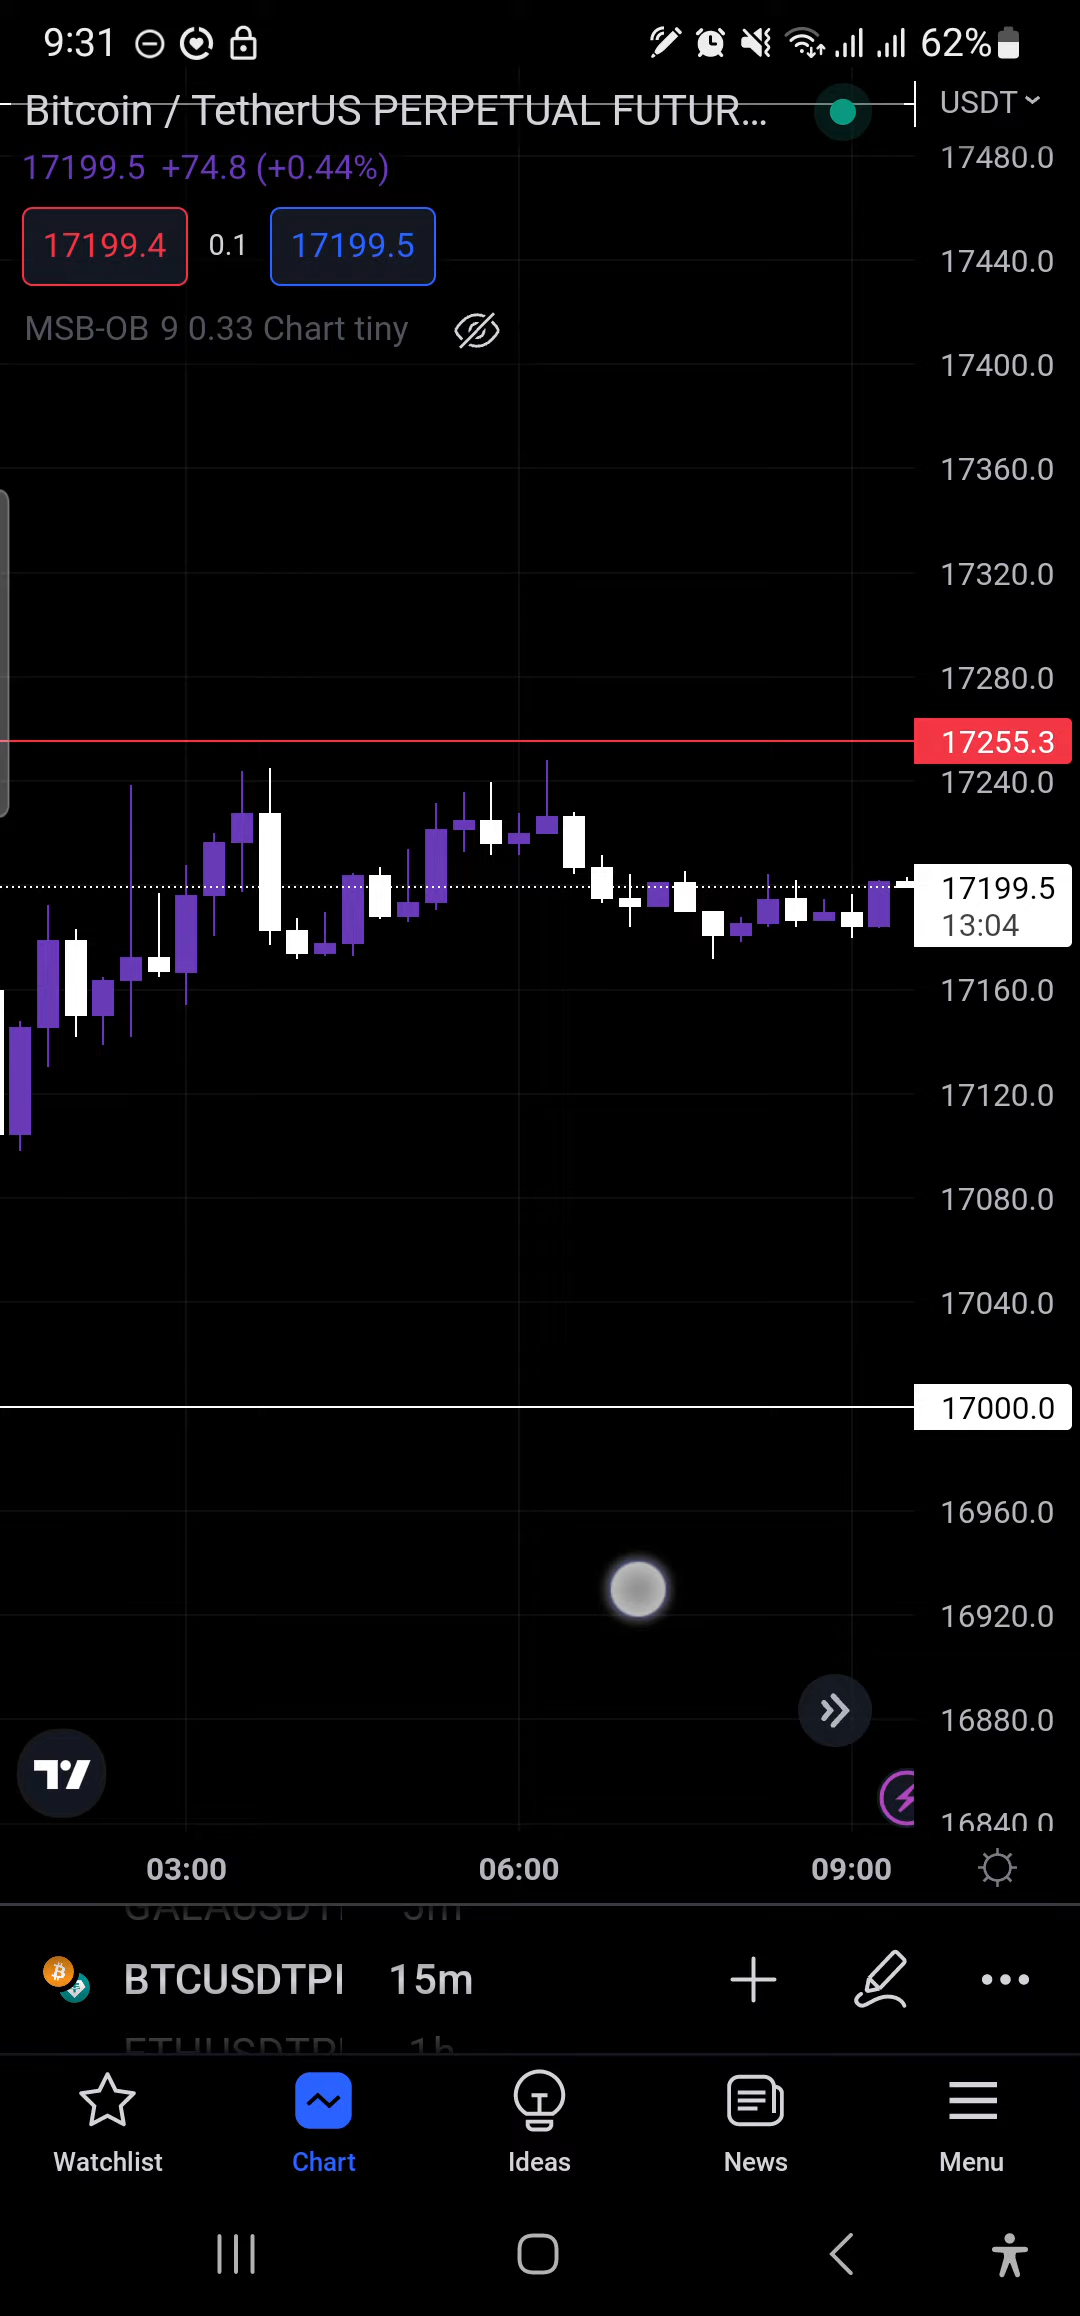 9:31 62%
Bitcoin / TetherUS PERPETUAL FUTUR...
USDT
17199.5 +74.8 (+0.44%)
17199.4 0.1 17199.5
MSB-OB 9 0.33 Chart tiny
17480.0
17440.0
17400.0
17360.0
17320.0
17280.0
17255.3
17240.0
17199.5
13:04
17160.0
17120.0
17080.0
17040.0
17000.0
16960.0
16920.0
16880.0
16840.0
03:00 06:00 09:00
BTCUSDTP 15m
1h
Watchlist Chart Ideas News Menu